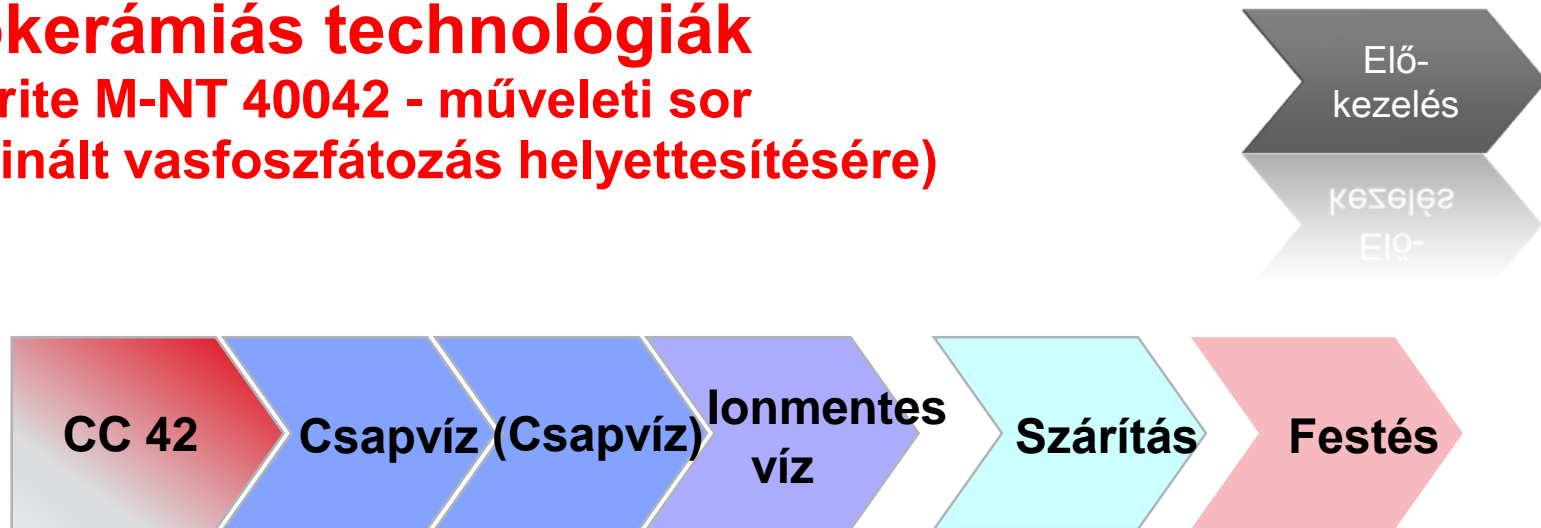 okerámiás technológiák
rite M-NT 40042 - műveleti sor
inált vasfoszfátozás helyettesítésére)
Elő-
kezelés
CC 42
Csapvíz
(Csapvíz)
Ionmentes
víz
Szárítás
Festés